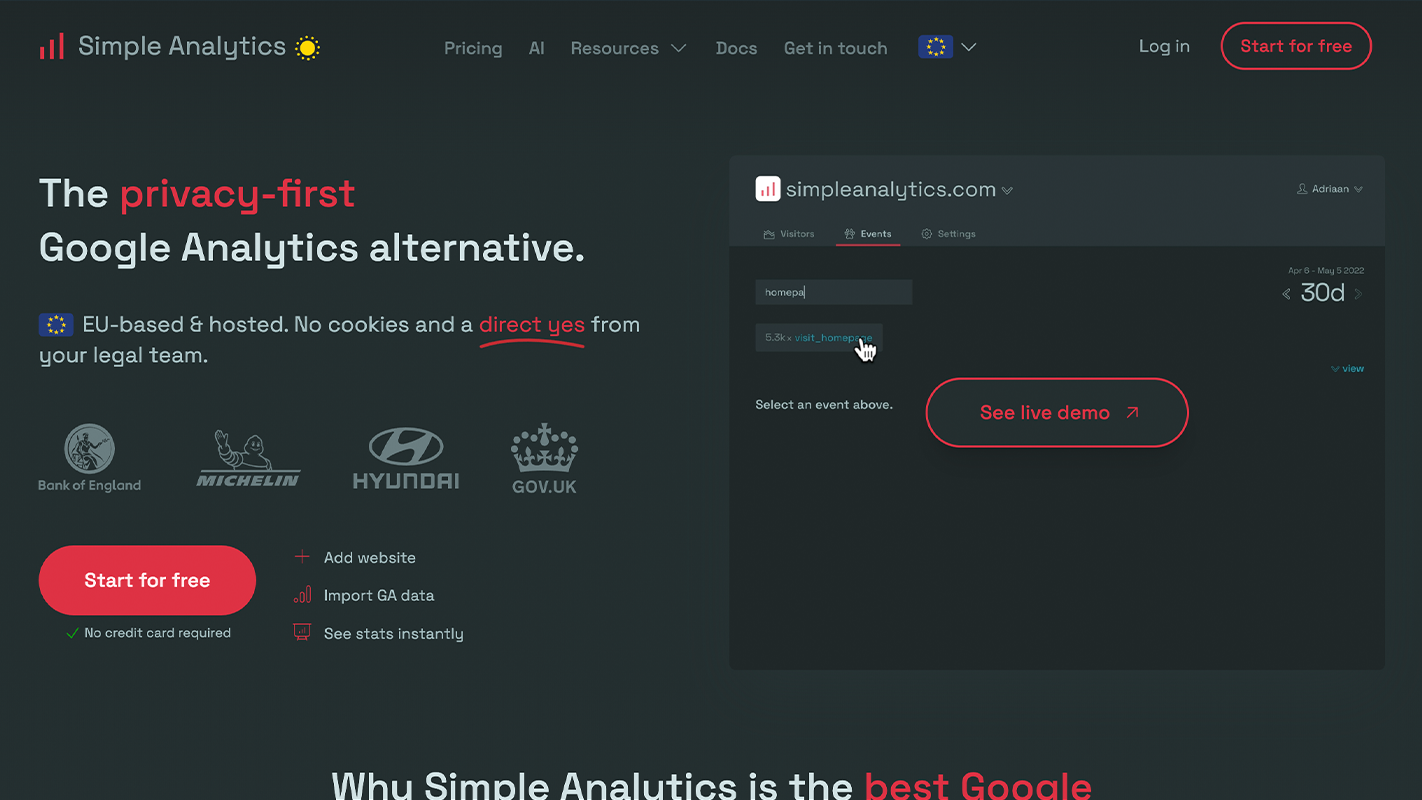 Simple Analytics
Pricing
AI
Resources
Docs
Get in touch
Log in
Start for free
The privacy-first
Google Analytics alternative.
EU-based & hosted. No cookies and a direct yes from
your legal team.
Bank of England
MICHELIN
HYUNDAI
GOV.UK
Start for free
No credit card required
Add website
Import GA data
See stats instantly
simpleanalytics.com
Adriaan
Visitors
Events
Settings
Apr 6 - May 5 2022
30d
homepa
5.3k× visit_homepage
view
Select an event above.
See live demo
Why Simple Analytics is the best Google